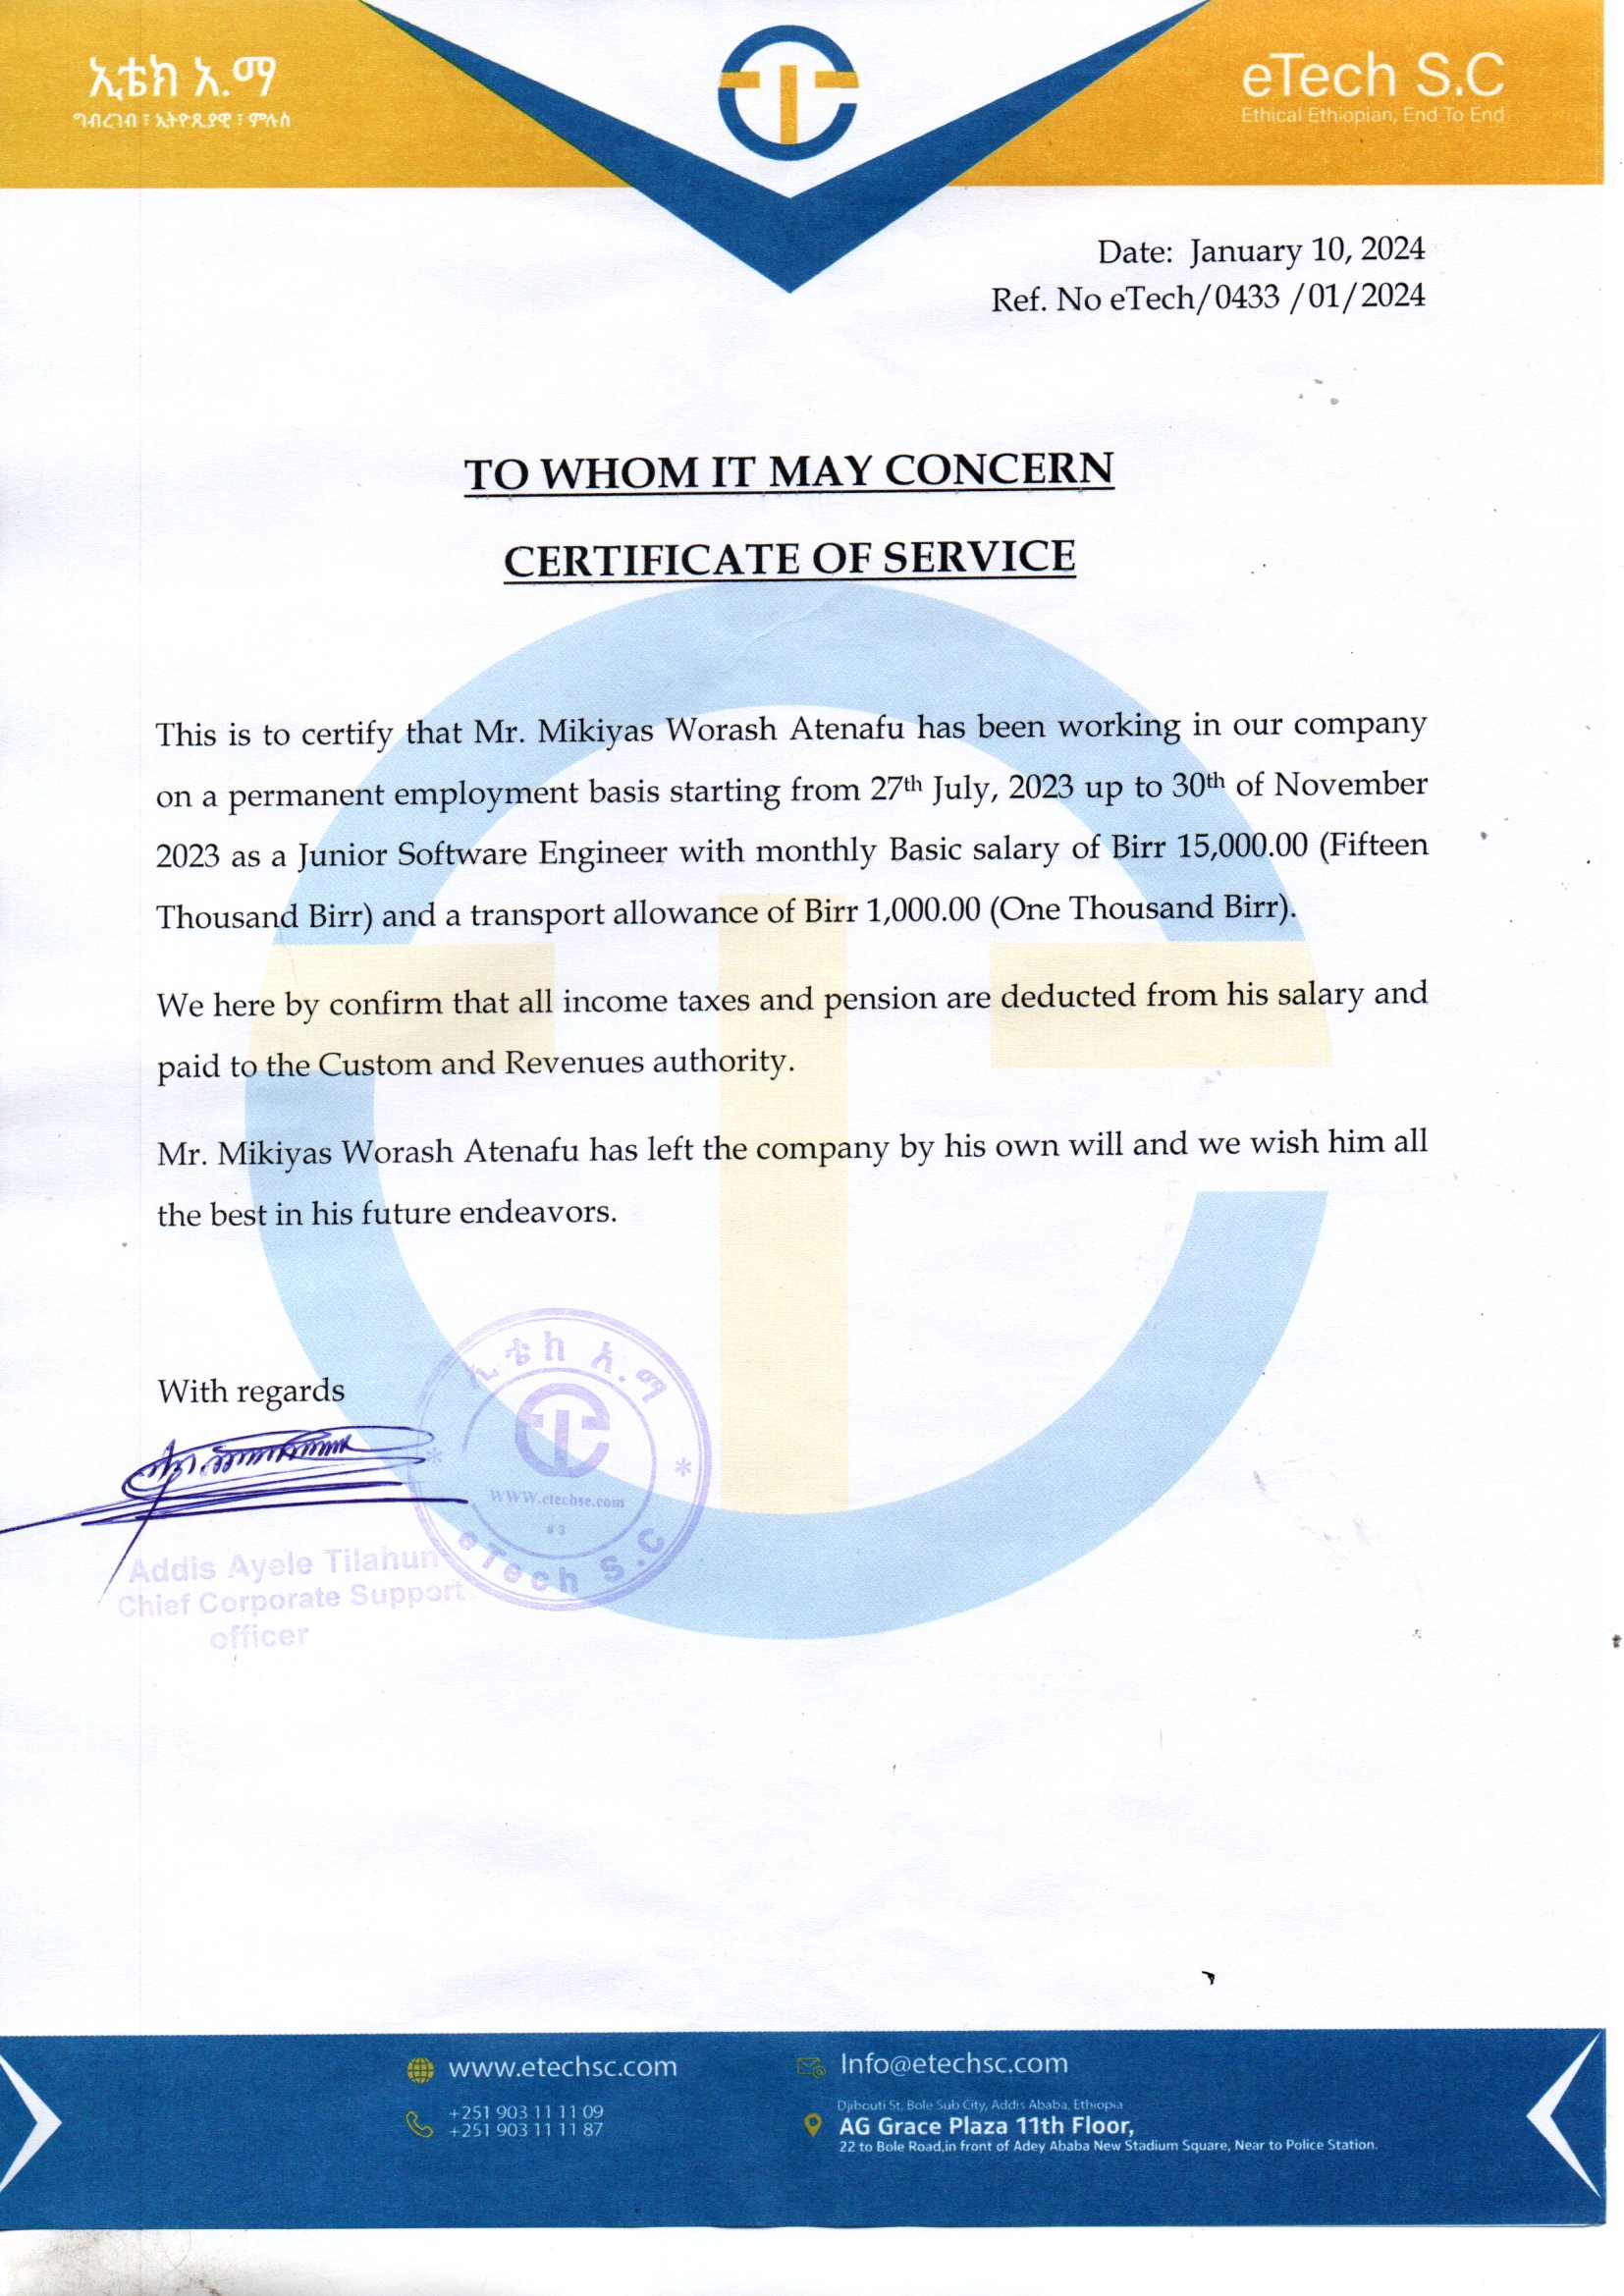 ኢቴክ አ.ማ
ግብረገብ ፣ ኢትዮጲያዊ ፣ ምሉስ
eTech S.C
Ethical Ethiopian, End To End
Date: January 10, 2024
Ref. No eTech/0433 /01/2024
TO WHOM IT MAY CONCERN
CERTIFICATE OF SERVICE
This is to certify that Mr. Mikiyas Worash Atenafu has been working in our company
on a permanent employment basis starting from 27th July, 2023 up to 30th of November
2023 as a Junior Software Engineer with monthly Basic salary of Birr 15,000.00 (Fifteen
Thousand Birr) and a transport allowance of Birr 1,000.00 (One Thousand Birr).
We here by confirm that all income taxes and pension are deducted from his salary and
paid to the Custom and Revenues authority.
Mr. Mikiyas Worash Atenafu has left the company by his own will and we wish him all
the best in his future endeavors.
With regards
ኢቴክ አ.ማ
www.etechsc.com
#3
eTech S.C
Addis Ayele Tilahun
Chief Corporate Support
officer
www.etechsc.com
+251 903 11 11 09
+251 903 11 11 87
Info@etechsc.com
Djibouti St, Bole Sub City, Addis Ababa, Ethiopia
AG Grace Plaza 11th Floor,
22 to Bole Road,in front of Adey Ababa New Stadium Square, Near to Police Station.